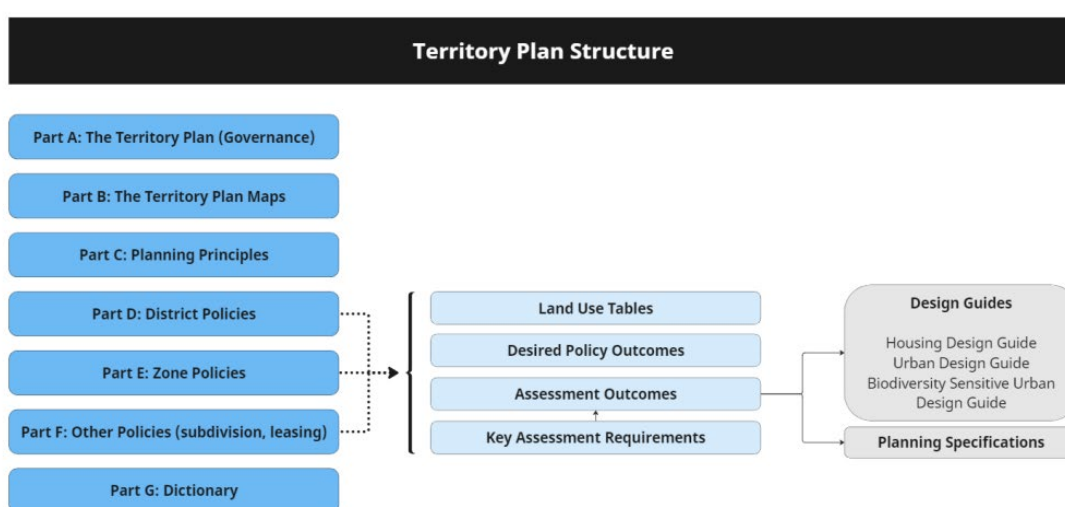 Territory Plan Structure
Part A: The Territory Plan (Governance)
Part B: The Territory Plan Maps
Part C: Planning Principles
Part D: District Policies
Part E: Zone Policies
Part F: Other Policies (subdivision, leasing)
Part G: Dictionary
Land Use Tables
Desired Policy Outcomes
Assessment Outcomes
Key Assessment Requirements
Design Guides
Housing Design Guide
Urban Design Guide
Biodiversity Sensitive Urban
Design Guide
Planning Specifications